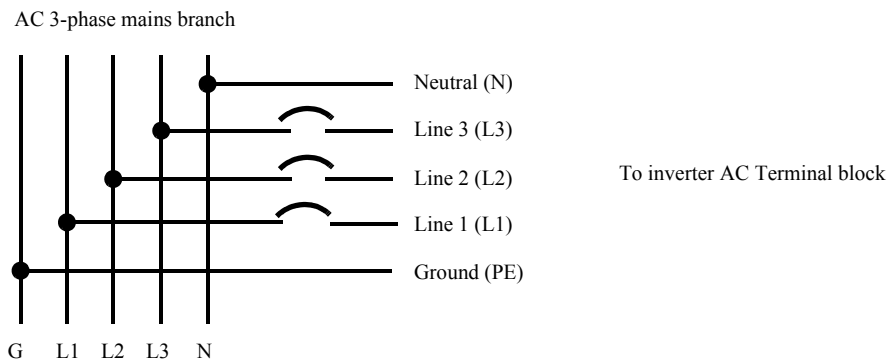 AC 3-phase mains branch
Neutral (N)
Line 3 (L3)
Line 2 (L2)
To inverter AC Terminal block
Line 1 (L1)
Ground (PE)
G L1 L2 L3 N